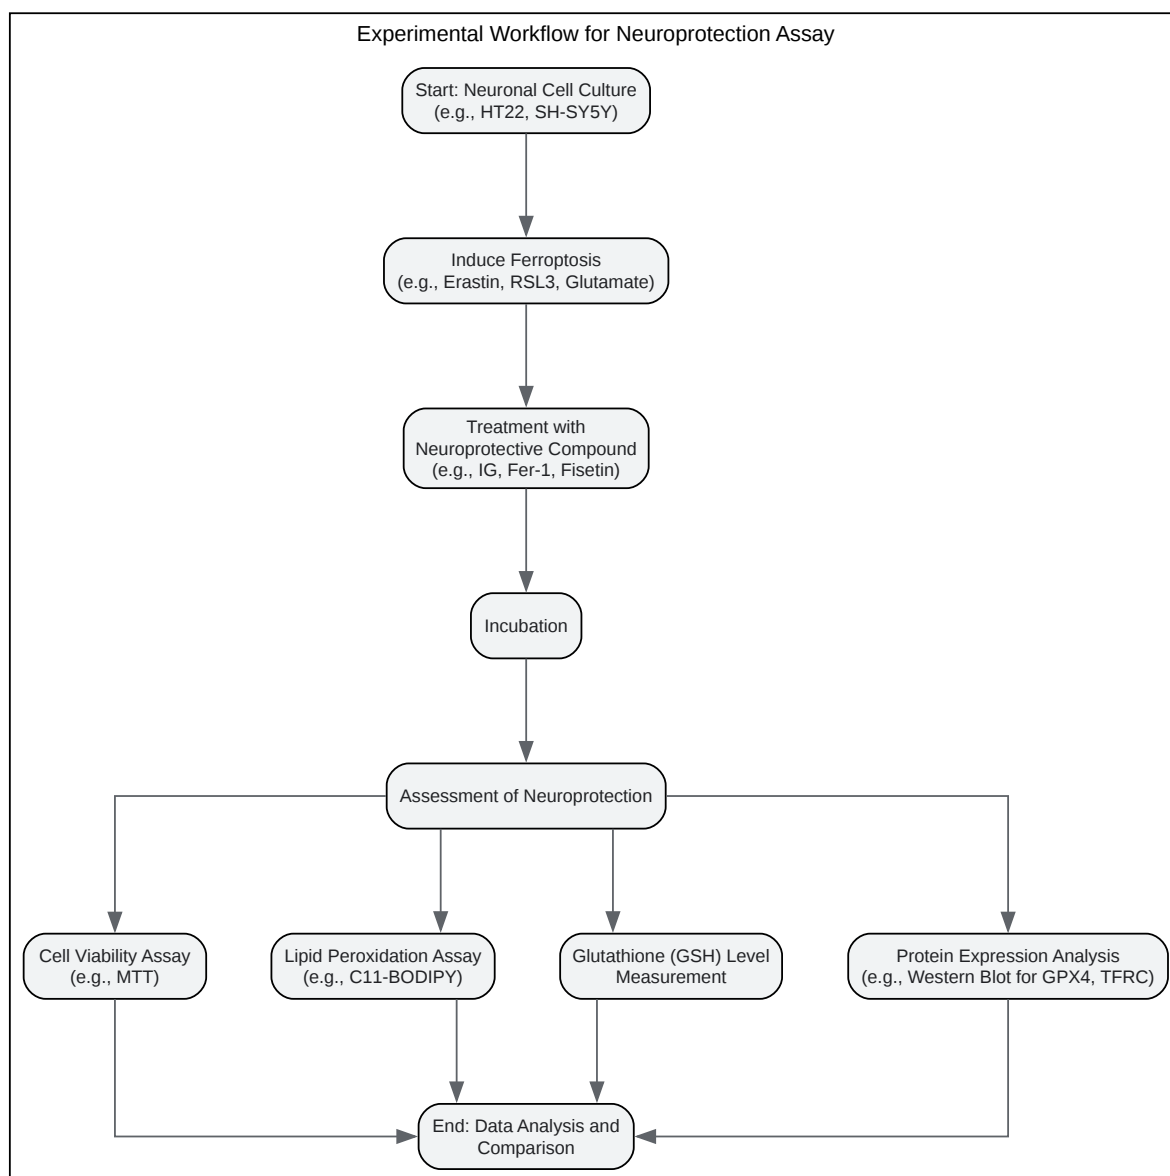 Experimental Workflow for Neuroprotection Assay
Start: Neuronal Cell Culture
(e.g., HT22, SH-SY5Y)
Induce Ferroptosis
(e.g., Erastin, RSL3, Glutamate)
Treatment with
Neuroprotective Compound
(e.g., IG, Fer-1, Fisetin)
Incubation
Assessment of Neuroprotection
Cell Viability Assay
(e.g., MTT)
Lipid Peroxidation Assay
(e.g., C11-BODIPY)
Glutathione (GSH) Level
Measurement
Protein Expression Analysis
(e.g., Western Blot for GPX4, TFRC)
End: Data Analysis and
Comparison